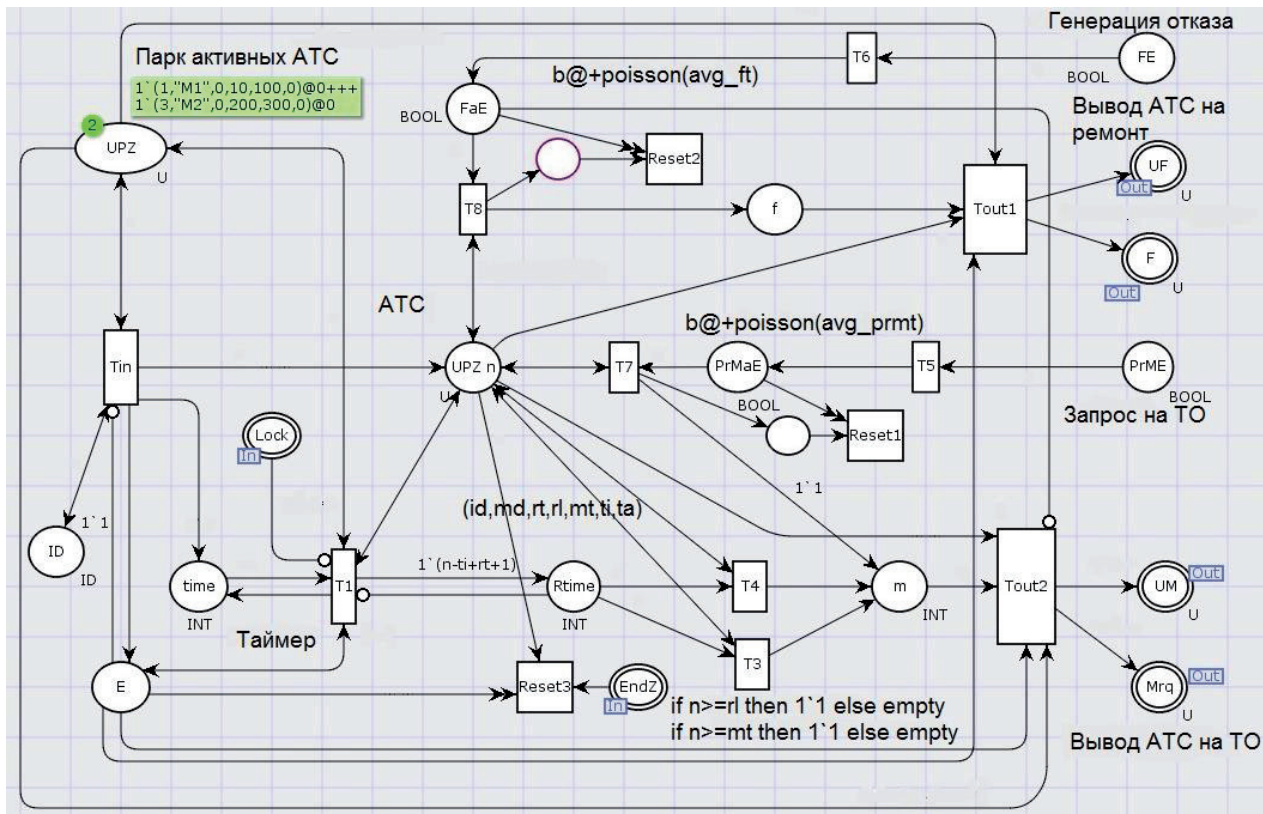 Генерация отказа
Парк активных АТС
1`(1,"M1",0,10,100,0)@0+++
1`(3,"M2",0,200,300,0)@0
2
UPZ
U
T6
FE
BOOL
b@+poisson(avg_ft)
FaE
BOOL
Вывод АТС на
ремонт
Reset2
UF
Out
U
T8
f
Tout1
F
Out
U
АТС
b@+poisson(avg_prmt)
Tin
UPZ n
U
T7
PrMaE
BOOL
T5
PrME
BOOL
Запрос на ТО
Lock
In
Reset1
1`1
(id,md,rt,rl,mt,ti,ta)
1`1
ID
ID
time
INT
T1
1`(n-ti+rt+1)
Rtime
INT
T4
m
INT
Tout2
UM
Out
U
Таймер
T3
E
Reset3
EndZ
In
Mrq
Out
U
if n>=rl then 1`1 else empty
if n>=mt then 1`1 else empty
Вывод АТС на ТО